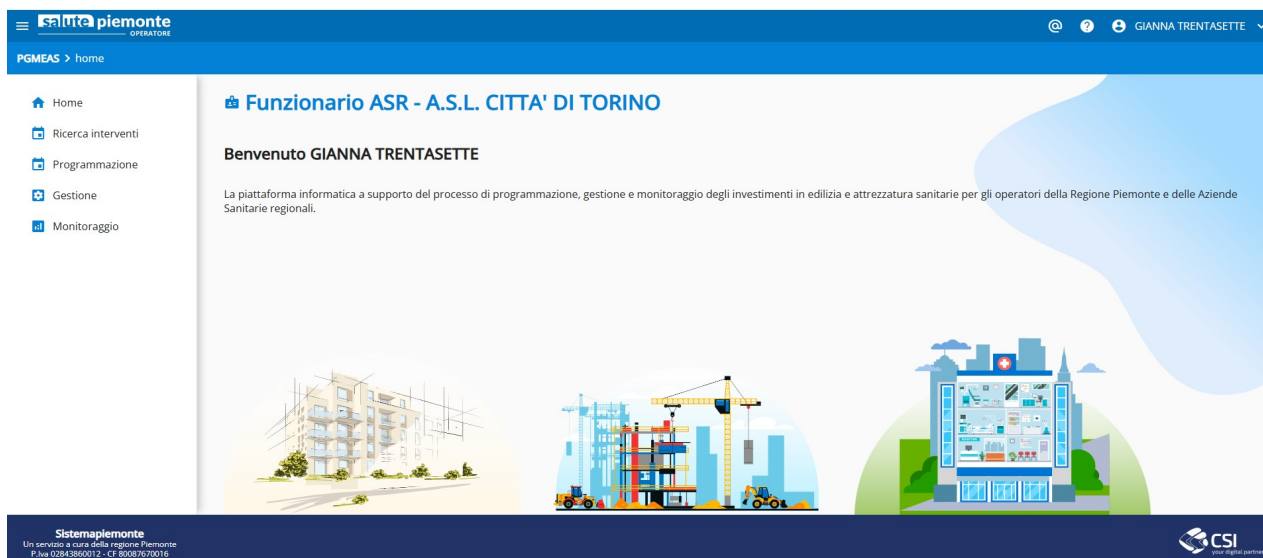 salute piemonte
OPERATORE
GIANNA TRENTASETTE
PGMEAS > home
Home
Ricerca interventi
Programmazione
Gestione
Monitoraggio
Funzionario ASR - A.S.L. CITTA' DI TORINO
Benvenuto GIANNA TRENTASETTE
La piattaforma informatica a supporto del processo di programmazione, gestione e monitoraggio degli investimenti in edilizia e attrezzatura sanitarie per gli operatori della Regione Piemonte e delle Aziende
Sanitarie regionali.
Sistemapiemonte
Un servizio a cura della regione Piemonte
P.Iva 02843860012 - CF 80087670016
CSI
your digital partner